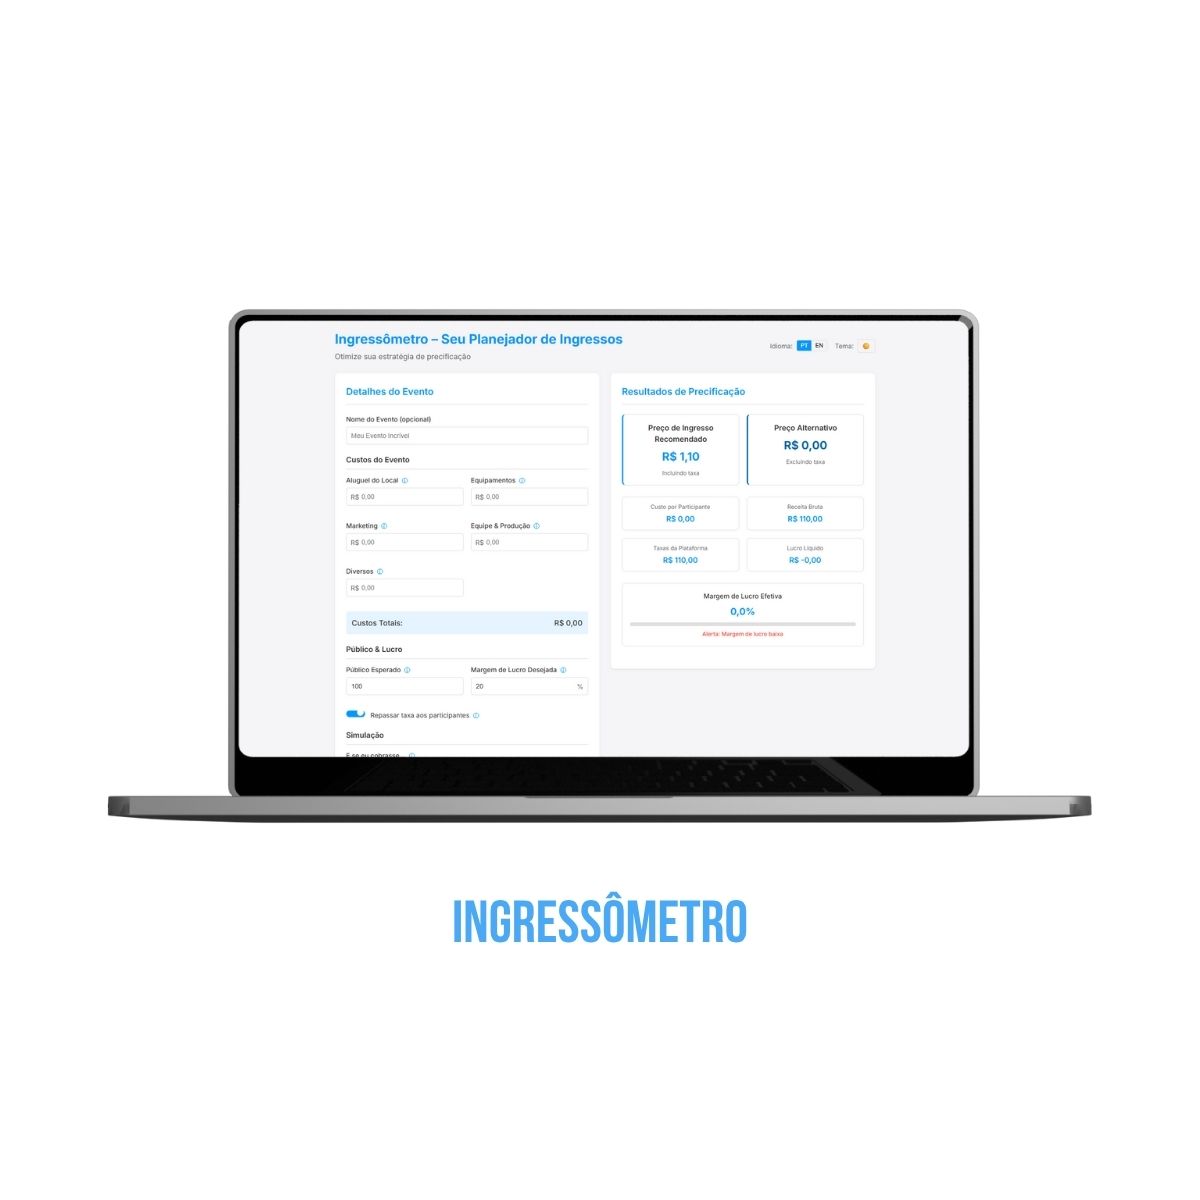 Ingressômetro – Seu Planejador de Ingressos
Otimize sua estratégia de precificação
Idioma: PT EN Tema:
Detalhes do Evento
Nome do Evento (opcional)
Meu Evento Incrível
Custos do Evento
Aluguel do Local
Equipamentos
R$ 0,00
R$ 0,00
Marketing
Equipe & Produção
R$ 0,00
R$ 0,00
Diversos
R$ 0,00
Custos Totais: R$ 0,00
Público & Lucro
Público Esperado
Margem de Lucro Desejada
100
20 %
Repassar taxa aos participantes
Simulação
E se eu cobrasse...
Resultados de Precificação
Preço de Ingresso
Recomendado
R$ 1,10
Incluindo taxa
Preço Alternativo
R$ 0,00
Excluindo taxa
Custo por Participante
R$ 0,00
Receita Bruta
R$ 110,00
Taxas da Plataforma
R$ 110,00
Lucro Líquido
R$ -0,00
Margem de Lucro Efetiva
0,0%
Alerta: Margem de lucro baixa
INGRESSÔMETRO